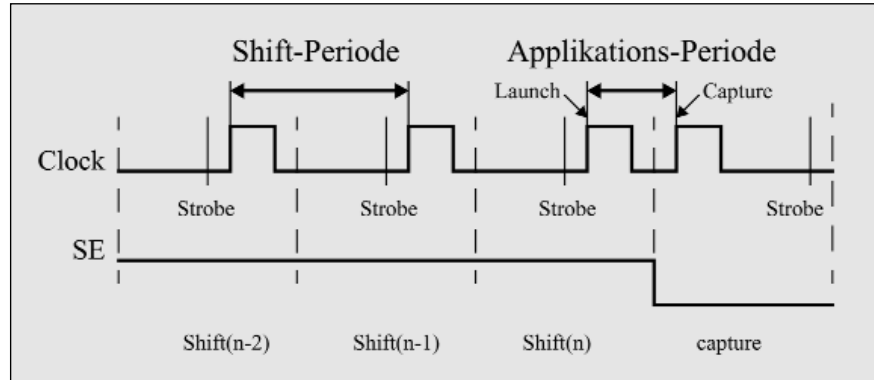 Shift-Periode Applikations-Periode
Launch Capture
Clock
Strobe Strobe Strobe Strobe
SE
Shift(n-2) Shift(n-1) Shift(n) capture